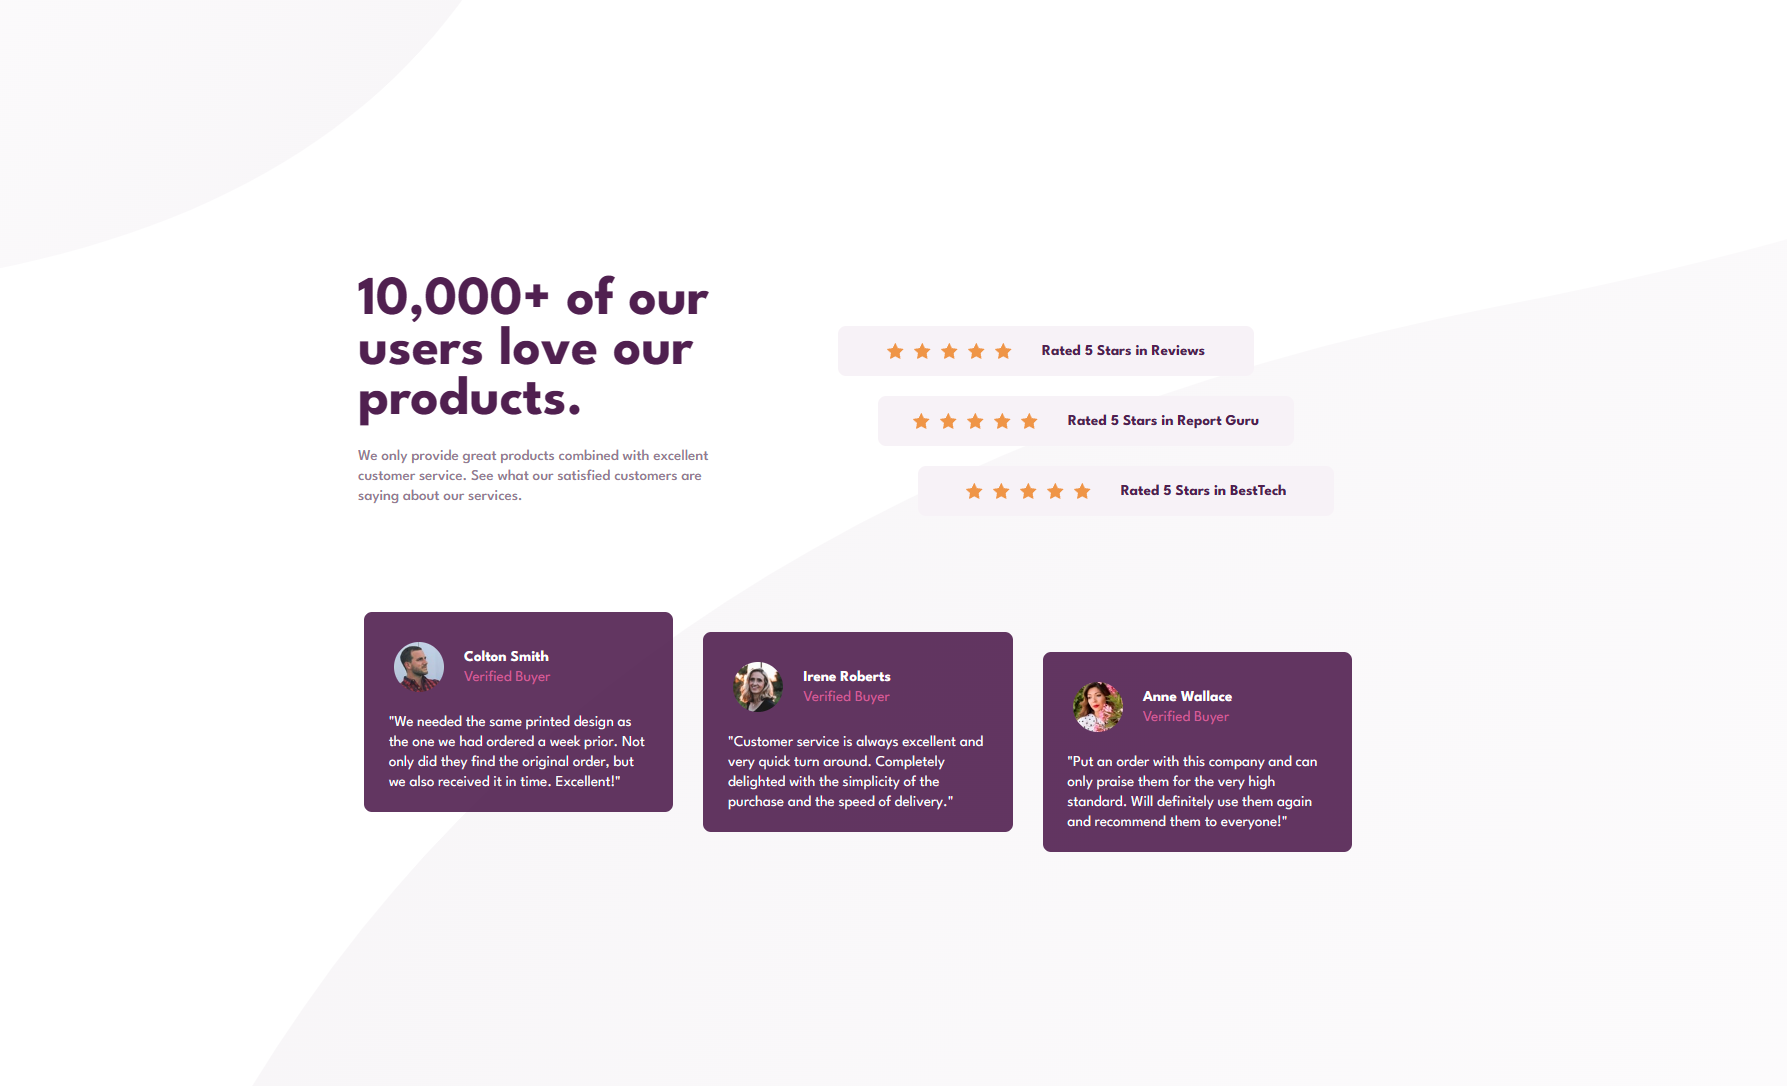 10,000+ of our
users love our
products.
We only provide great products combined with excellent
customer service. See what our satisfied customers are
saying about our services.
Rated 5 Stars in Reviews
Rated 5 Stars in Report Guru
Rated 5 Stars in BestTech
Colton Smith
Verified Buyer
"We needed the same printed design as
the one we had ordered a week prior. Not
only did they find the original order, but
we also received it in time. Excellent!"
Irene Roberts
Verified Buyer
"Customer service is always excellent and
very quick turn around. Completely
delighted with the simplicity of the
purchase and the speed of delivery."
Anne Wallace
Verified Buyer
"Put an order with this company and can
only praise them for the very high
standard. Will definitely use them again
and recommend them to everyone!"